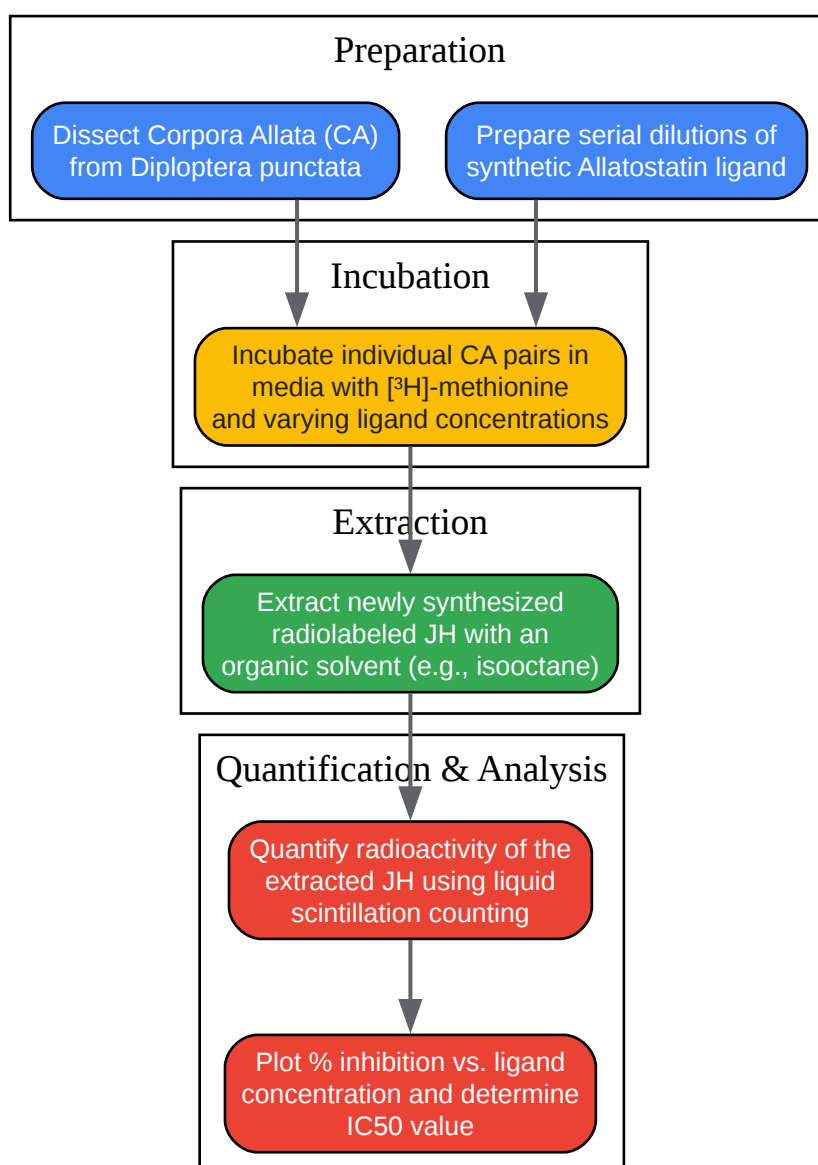 Preparation
Dissect Corpora Allata (CA)
from Diploptera punctata
Prepare serial dilutions of
synthetic Allatostatin ligand
Incubation
Incubate individual CA pairs in
media with [³H]-methionine
and varying ligand concentrations
Extraction
Extract newly synthesized
radiolabeled JH with an
organic solvent (e.g., isooctane)
Quantification & Analysis
Quantify radioactivity of the
extracted JH using liquid
scintillation counting
Plot % inhibition vs. ligand
concentration and determine
IC50 value